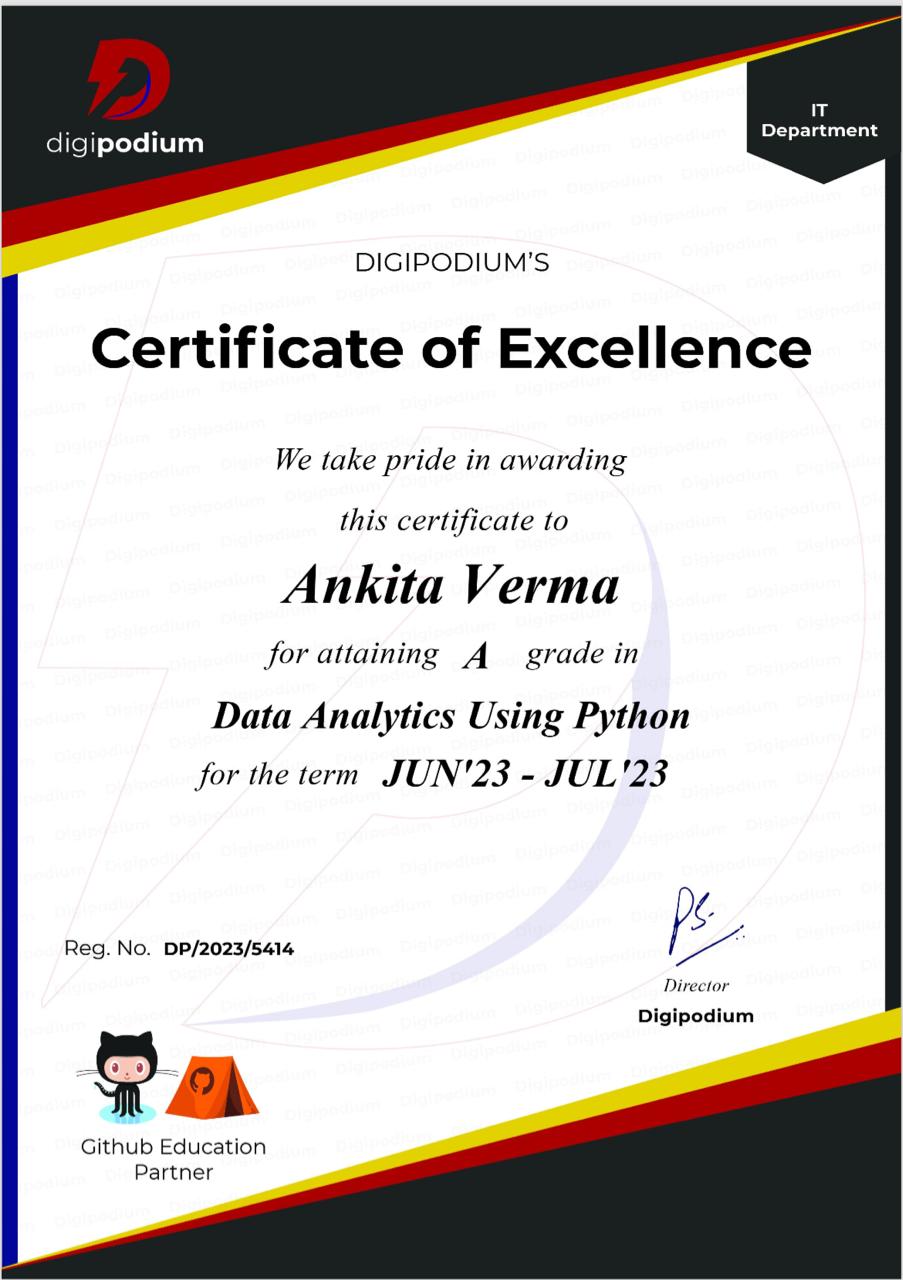 digipodium
IT
Department
DIGIPODIUM'S
Certificate of Excellence
We take pride in awarding
this certificate to
Ankita Verma
for attaining A grade in
Data Analytics Using Python
for the term JUN'23 - JUL'23
Reg. No. DP/2023/5414
PS.
Director
Digipodium
Github Education
Partner